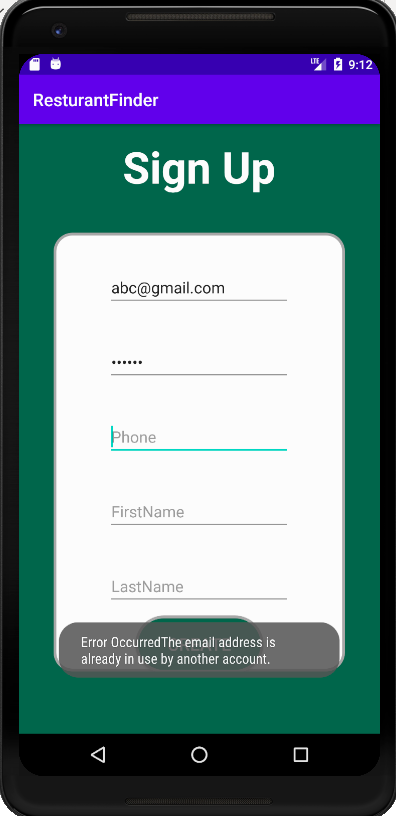 LTE 9:12
ResturantFinder
Sign Up
abc@gmail.com
••••••
Phone
FirstName
LastName
Error OccurredThe email address is
already in use by another account.